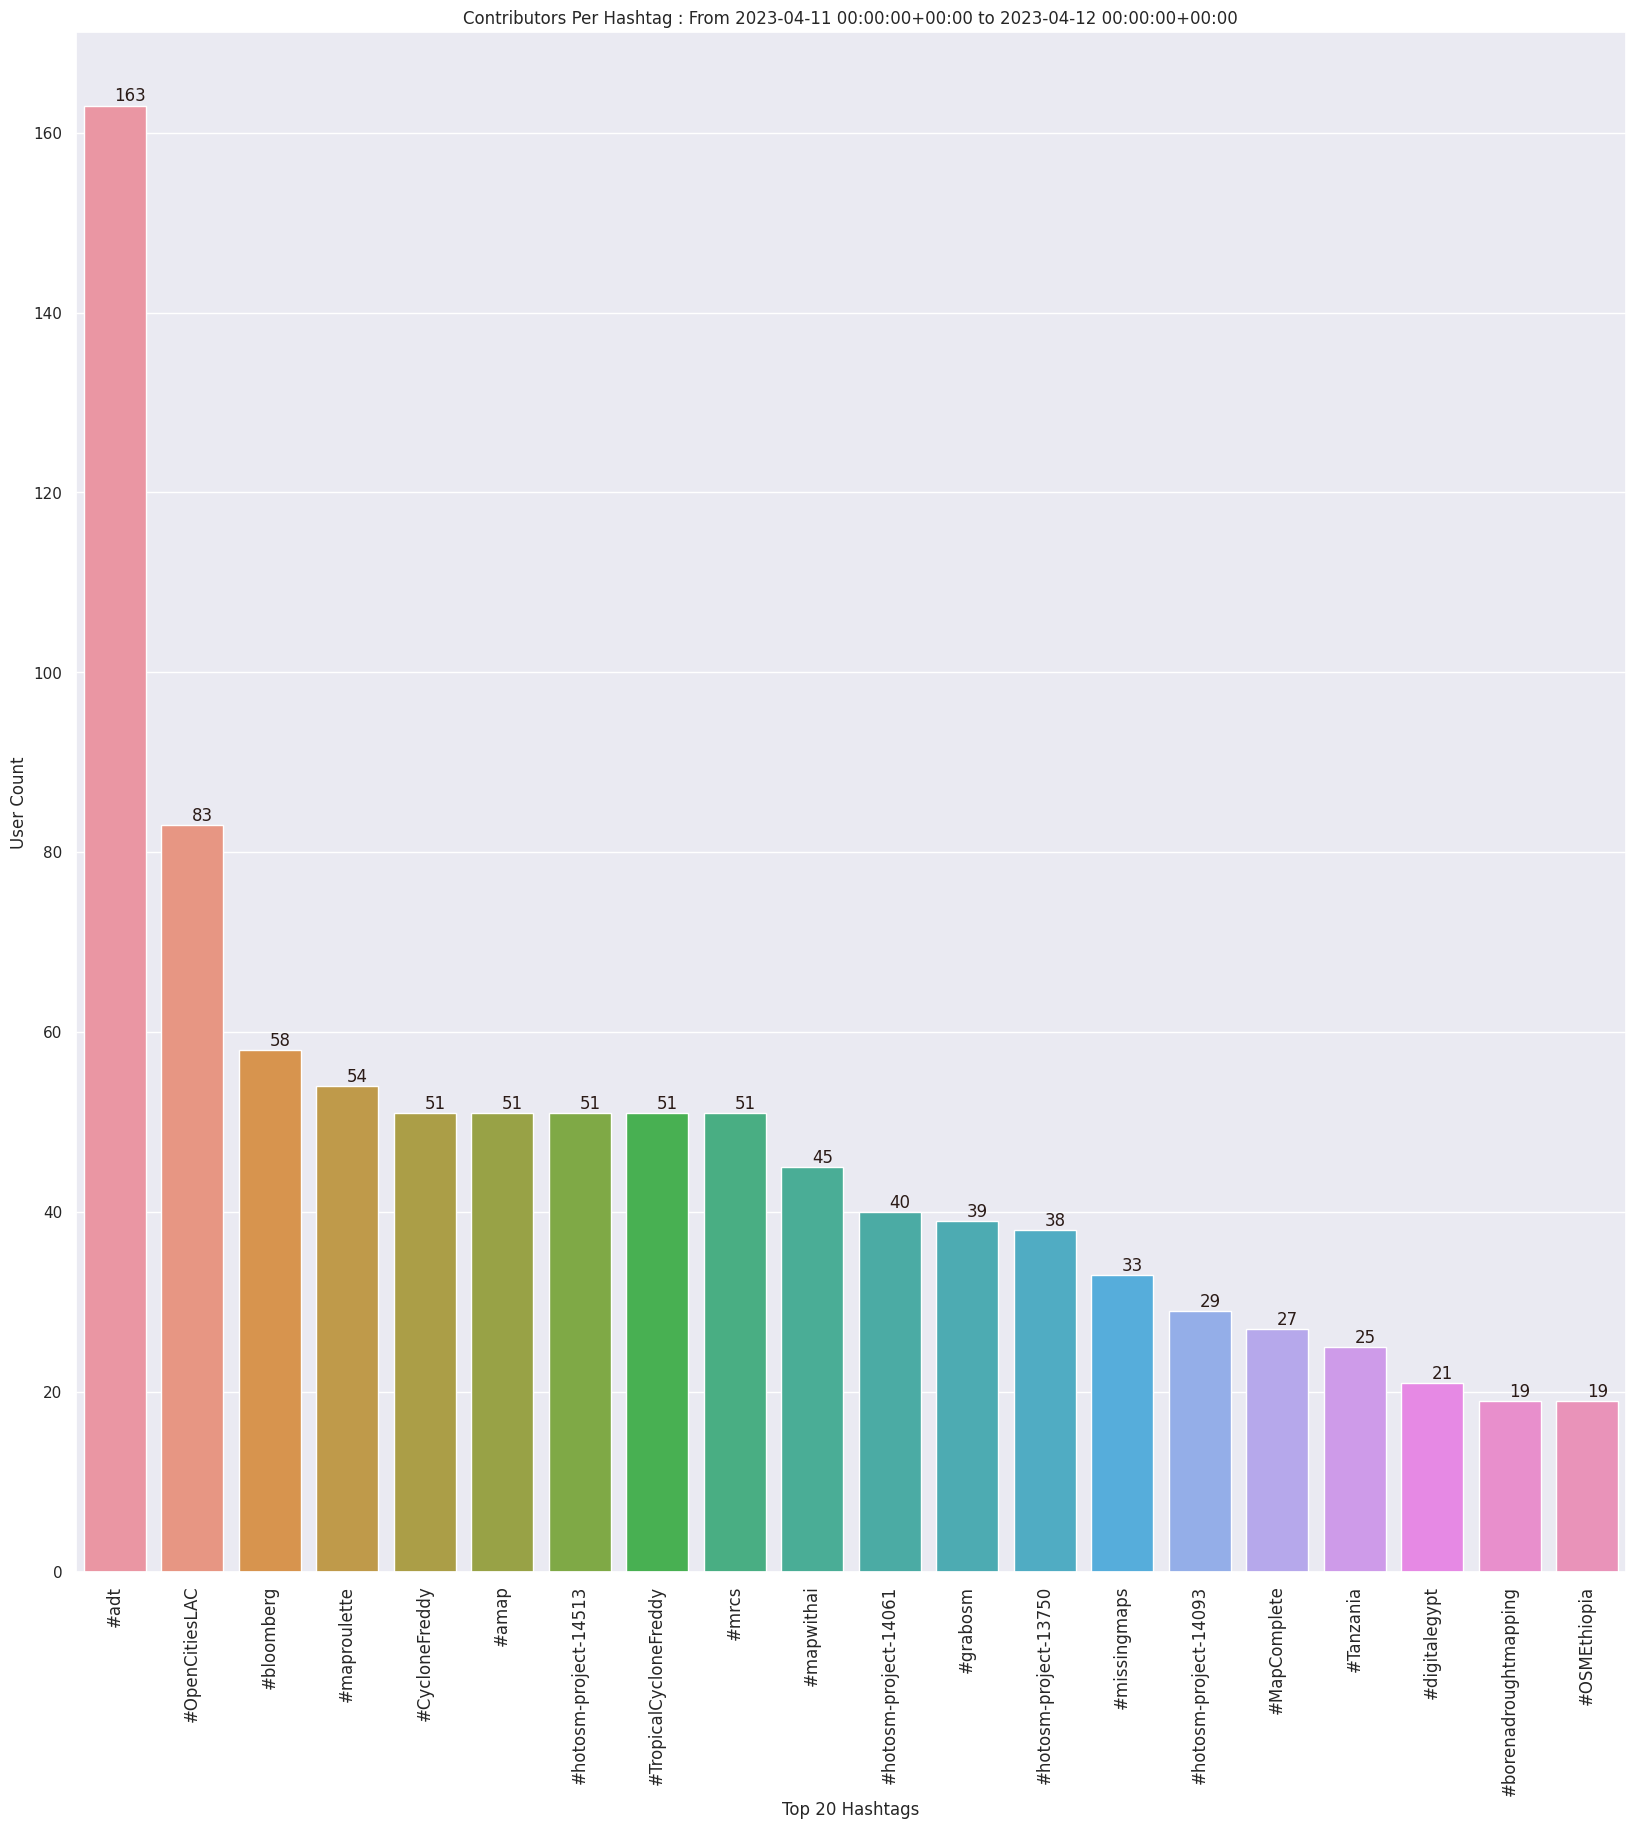 Contributors Per Hashtag : From 2023-04-11 00:00:00+00:00 to 2023-04-12 00:00:00+00:00
User Count
160
140
120
100
80
60
40
20
0
163
83
58
54
51
51
51
51
51
45
40
39
38
33
29
27
25
21
19
19
#adt
#OpenCitiesLAC
#bloomberg
#maproulette
#CycloneFreddy
#amap
#hotosm-project-14513
#TropicalCycloneFreddy
#mrcs
#mapwithai
#hotosm-project-14061
#grabosm
#hotosm-project-13750
#missingmaps
#hotosm-project-14093
#MapComplete
#Tanzania
#digitalegypt
#borenadroughtmapping
#OSMEthiopia
Top 20 Hashtags